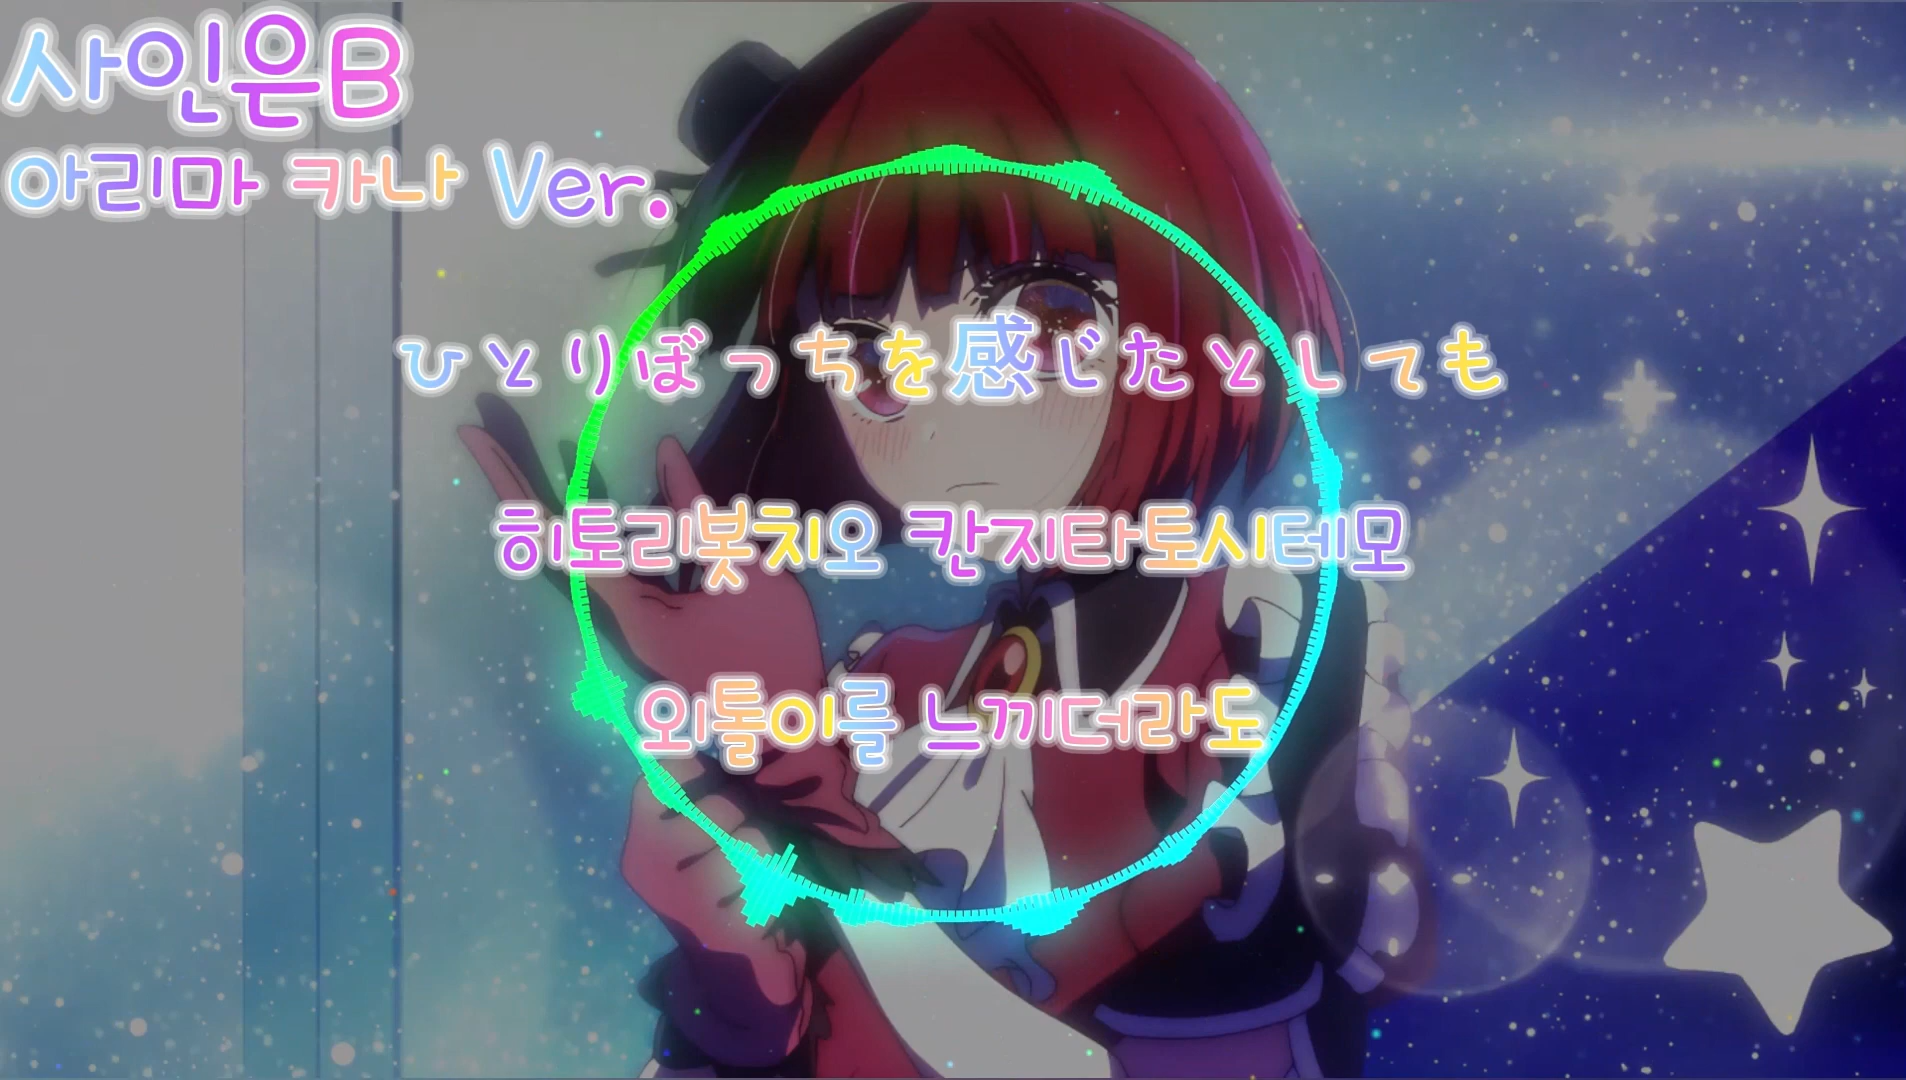 사인은B
아리마 카나 Ver.
ひとりぼっちを感じたとしても
히토리봇치오 칸지타토시테모
외톨이를 느끼더라도